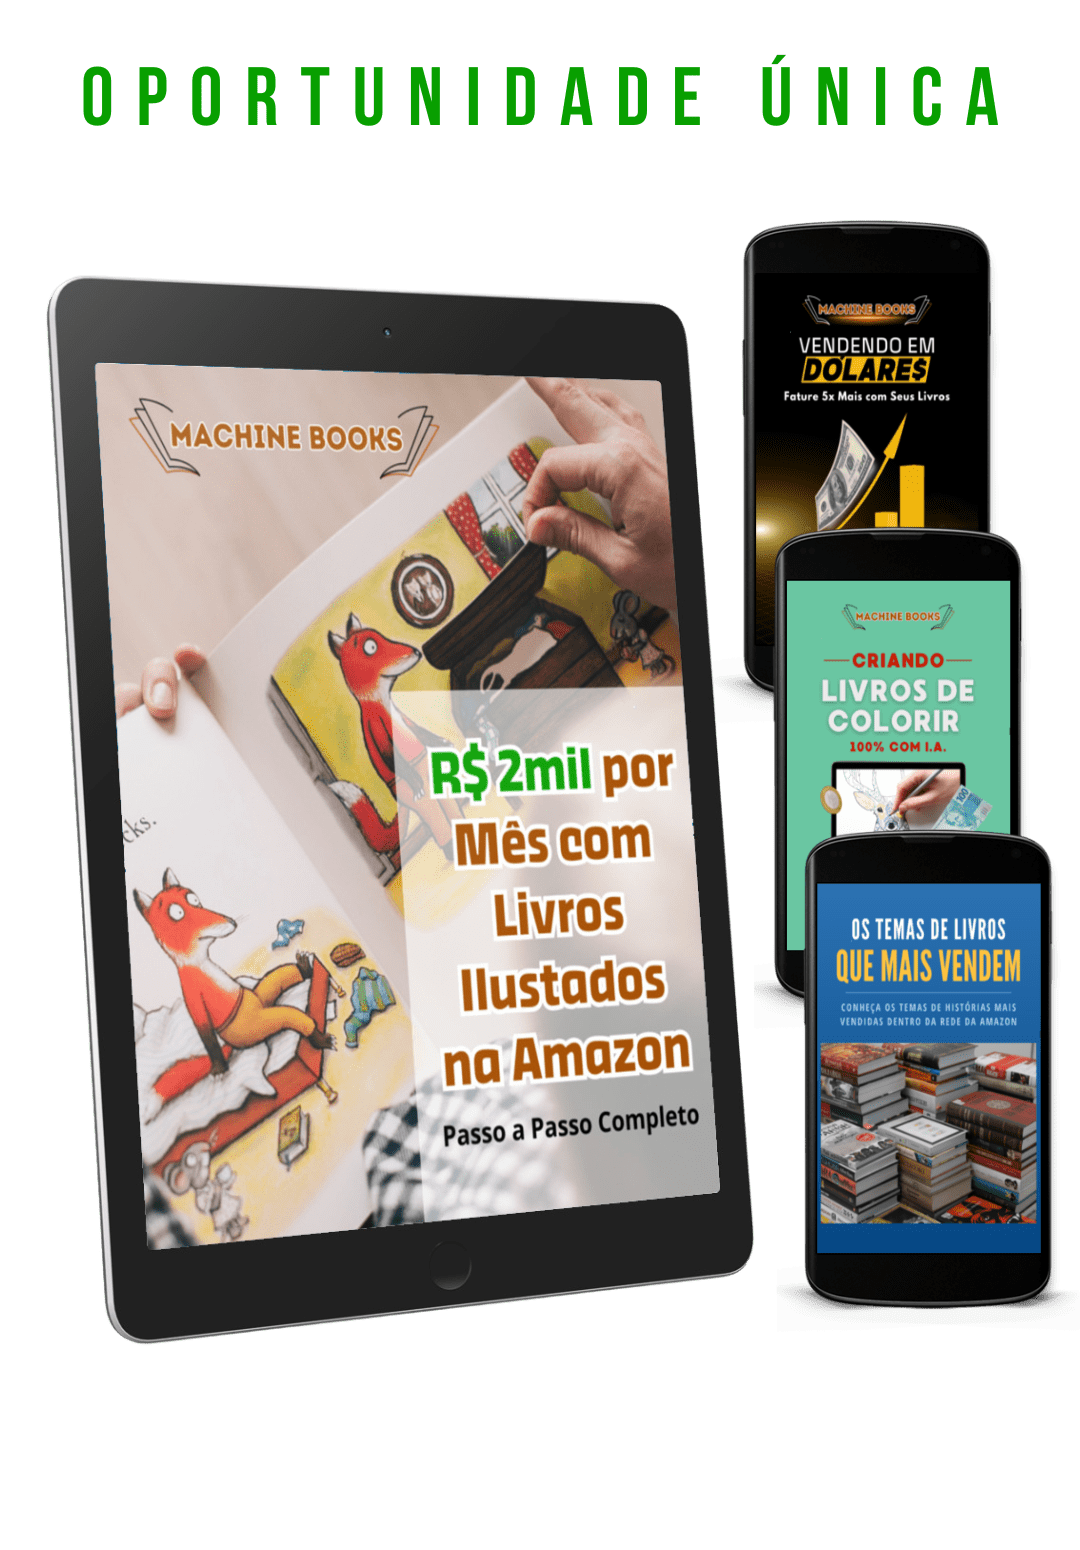 OPORTUNIDADE ÚNICA
MACHINE BOOKS
cks.
R$ 2mil por
Mês com
Livros
Ilustados
na Amazon
Passo a Passo Completo
MACHINE BOOKS
VENDENDO EM
DOLARE$
Fature 5x Mais com Seus Livros
MACHINE BOOKS
CRIANDO
LIVROS DE
COLORIR
100% COM I.A.
OS TEMAS DE LIVROS
QUE MAIS VENDEM
CONHEÇA OS TEMAS DE HISTÓRIAS MAIS
VENDIDAS DENTRO DA REDE DA AMAZON